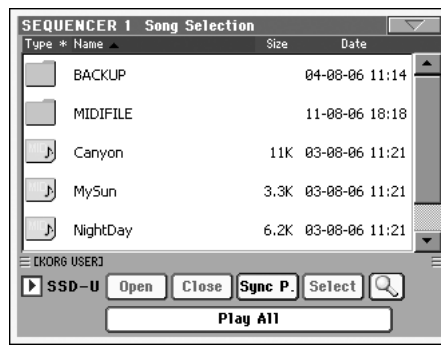 SEQUENCER 1 Song Selection
Type * Name Size Date
BACKUP 04-08-06 11:14
MIDIFILE 11-08-06 18:18
Canyon 11K 03-08-06 11:21
MySun 3.3K 03-08-06 11:21
NightDay 6.2K 03-08-06 11:21
[KORG USER]
SSD-U Open Close Sync P. Select
Play All